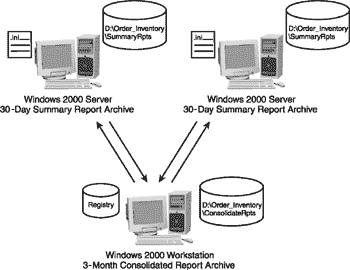 .ini
D:\Order_Inventory
\SummaryRpts
.ini
D:\Order_Inventory
\SummaryRpts
Windows 2000 Server
30-Day Summary Report Archive
Windows 2000 Server
30-Day Summary Report Archive
Registry
D:\Order_Inventory
\ConsolidateRpts
Windows 2000 Workstation
3-Month Consolidated Report Archive